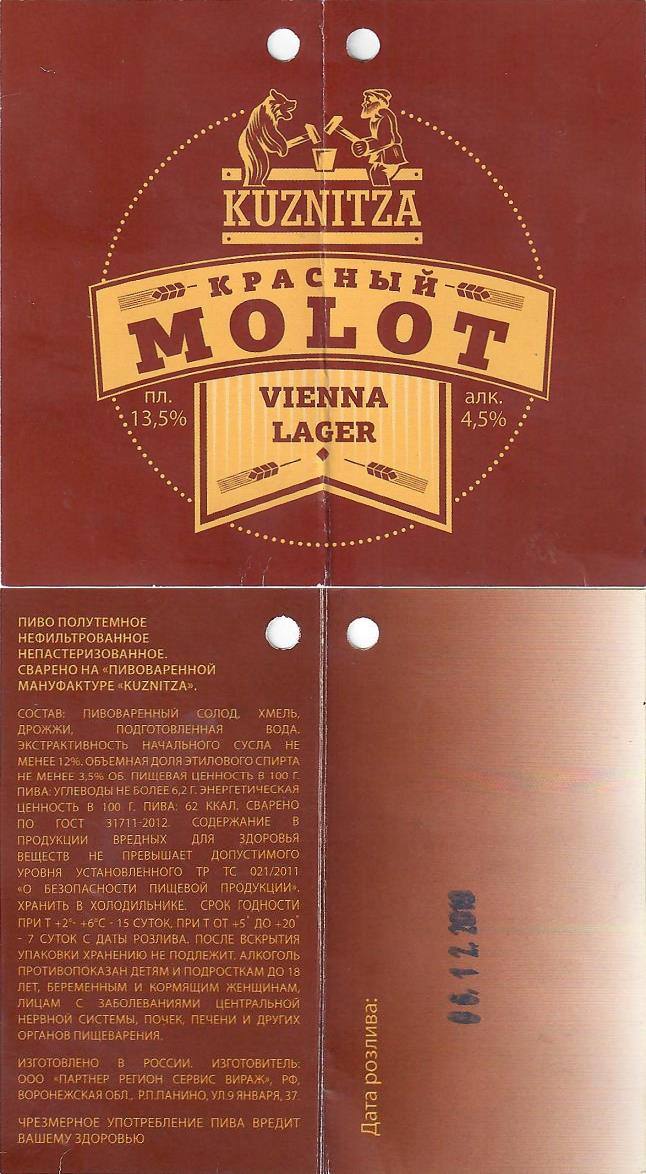 KUZNITZA
КРАСНЫЙ
MOLOT
пл.
13,5%
VIENNA
LAGER
алк.
4,5%
ПИВО ПОЛУТЕМНОЕ
НЕФИЛЬТРОВАННОЕ
НЕПАСТЕРИЗОВАННОЕ.
СВАРЕНО НА «ПИВОВАРЕННОЙ
МАНУФАКТУРЕ «KUZNITZA».
СОСТАВ: ПИВОВАРЕННЫЙ СОЛОД, ХМЕЛЬ,
ДРОЖЖИ, ПОДГОТОВЛЕННАЯ ВОДА.
ЭКСТРАКТИВНОСТЬ НАЧАЛЬНОГО СУСЛА НЕ
МЕНЕЕ 12%. ОБЪЕМНАЯ ДОЛЯ ЭТИЛОВОГО СПИРТА
НЕ МЕНЕЕ 3,5% ОБ. ПИЩЕВАЯ ЦЕННОСТЬ В 100 Г.
ПИВА: УГЛЕВОДЫ НЕ БОЛЕЕ 6,2 Г. ЭНЕРГЕТИЧЕСКАЯ
ЦЕННОСТЬ В 100 Г. ПИВА: 62 ККАЛ. СВАРЕНО
ПО ГОСТ 31711-2012. СОДЕРЖАНИЕ В
ПРОДУКЦИИ ВРЕДНЫХ ДЛЯ ЗДОРОВЬЯ
ВЕЩЕСТВ НЕ ПРЕВЫШАЕТ ДОПУСТИМОГО
УРОВНЯ УСТАНОВЛЕННОГО ТР ТС 021/2011
«О БЕЗОПАСНОСТИ ПИЩЕВОЙ ПРОДУКЦИИ».
ХРАНИТЬ В ХОЛОДИЛЬНИКЕ. СРОК ГОДНОСТИ
ПРИ Т +2°- +6°С - 15 СУТОК, ПРИ Т ОТ +5° ДО +20°
- 7 СУТОК С ДАТЫ РОЗЛИВА. ПОСЛЕ ВСКРЫТИЯ
УПАКОВКИ ХРАНЕНИЮ НЕ ПОДЛЕЖИТ. АЛКОГОЛЬ
ПРОТИВОПОКАЗАН ДЕТЯМ И ПОДРОСТКАМ ДО 18
ЛЕТ, БЕРЕМЕННЫМ И КОРМЯЩИМ ЖЕНЩИНАМ,
ЛИЦАМ С ЗАБОЛЕВАНИЯМИ ЦЕНТРАЛЬНОЙ
НЕРВНОЙ СИСТЕМЫ, ПОЧЕК, ПЕЧЕНИ И ДРУГИХ
ОРГАНОВ ПИЩЕВАРЕНИЯ.
ИЗГОТОВЛЕНО В РОССИИ. ИЗГОТОВИТЕЛЬ:
ООО «ПАРТНЕР РЕГИОН СЕРВИС ВИРАЖ», РФ,
ВОРОНЕЖСКАЯ ОБЛ., Р.П.ПАНИНО, УЛ.9 ЯНВАРЯ, 37.
ЧРЕЗМЕРНОЕ УПОТРЕБЛЕНИЕ ПИВА ВРЕДИТ
ВАШЕМУ ЗДОРОВЬЮ
Дата розлива:
06.12.2019